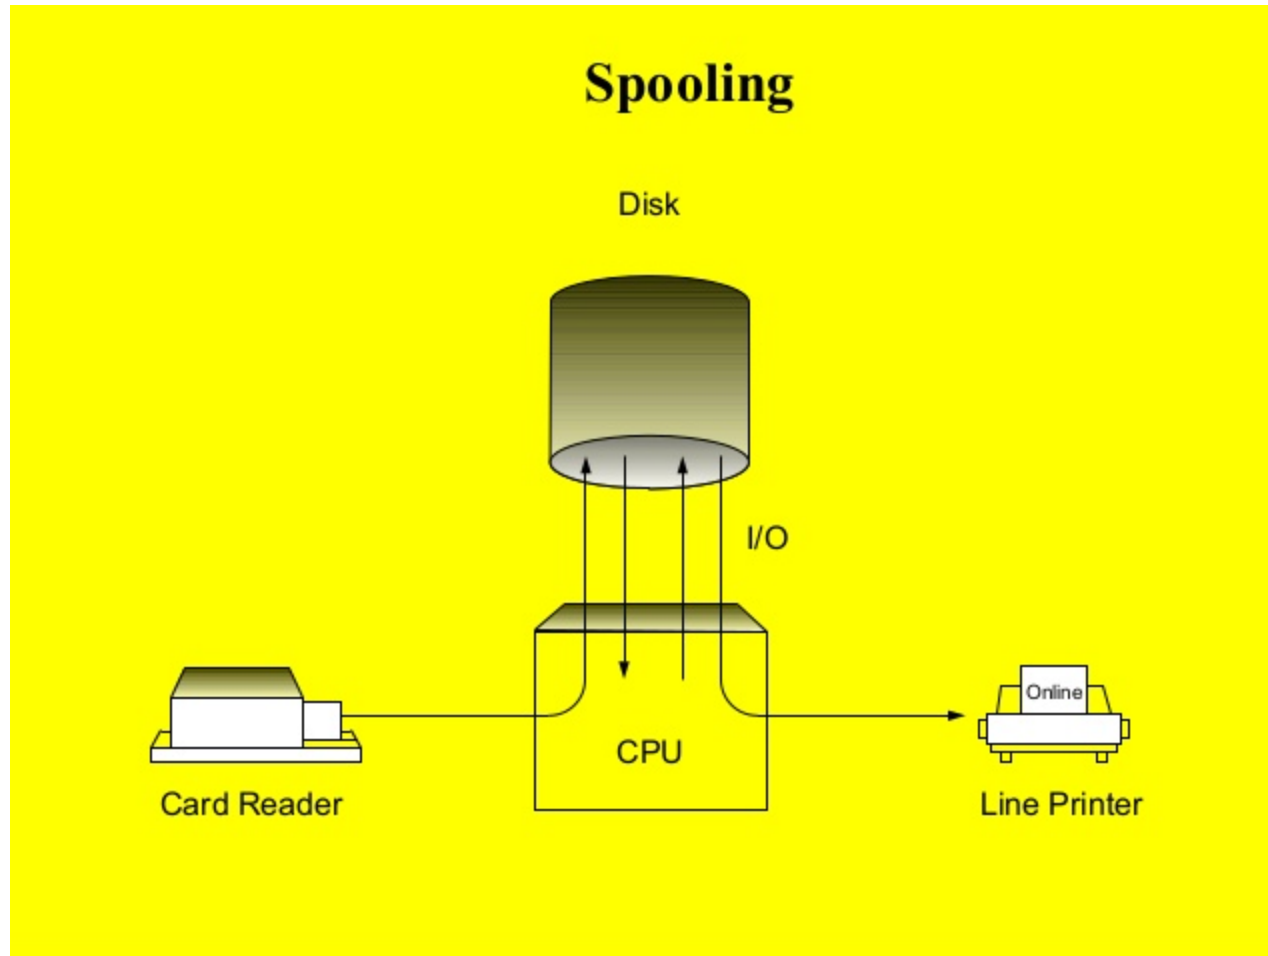 Spooling
Disk
I/O
Online
CPU
Card Reader
Line Printer